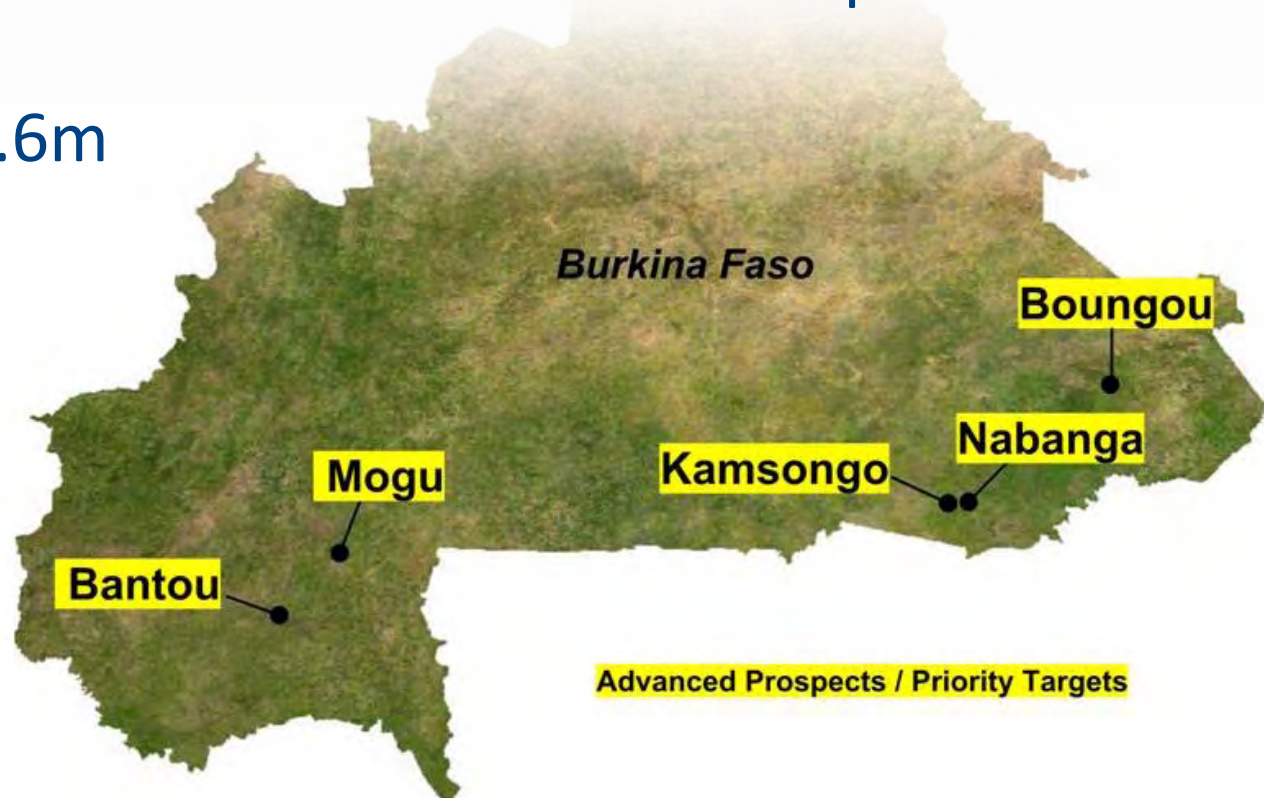 .6m
Burkina Faso
Boungou
Nabanga
Kamsongo
Mogu
Bantou
Advanced Prospects / Priority Targets